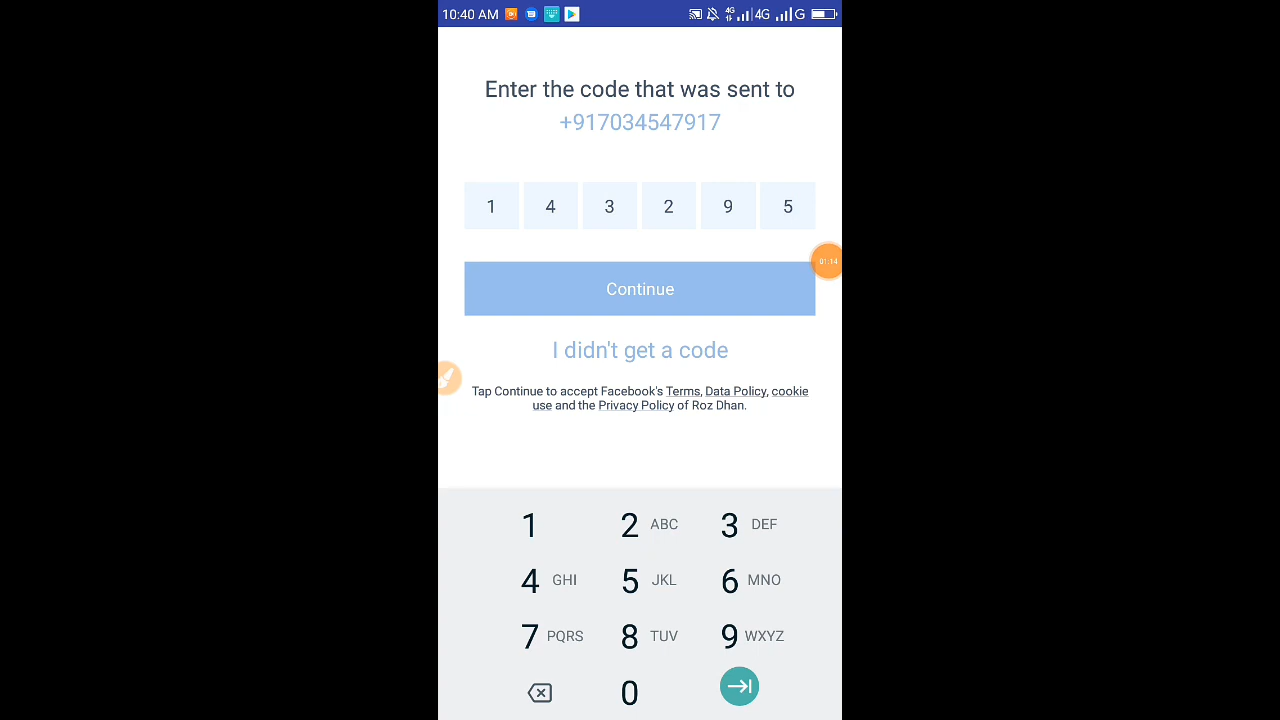 10:40 AM 4G 4G G
Enter the code that was sent to
+917034547917
1 4 3 2 9 5
01:14
Continue
I didn't get a code
Tap Continue to accept Facebook's Terms, Data Policy, cookie
use and the Privacy Policy of Roz Dhan.
1 2 ABC 3 DEF
4 GHI 5 JKL 6 MNO
7 PQRS 8 TUV 9 WXYZ
0